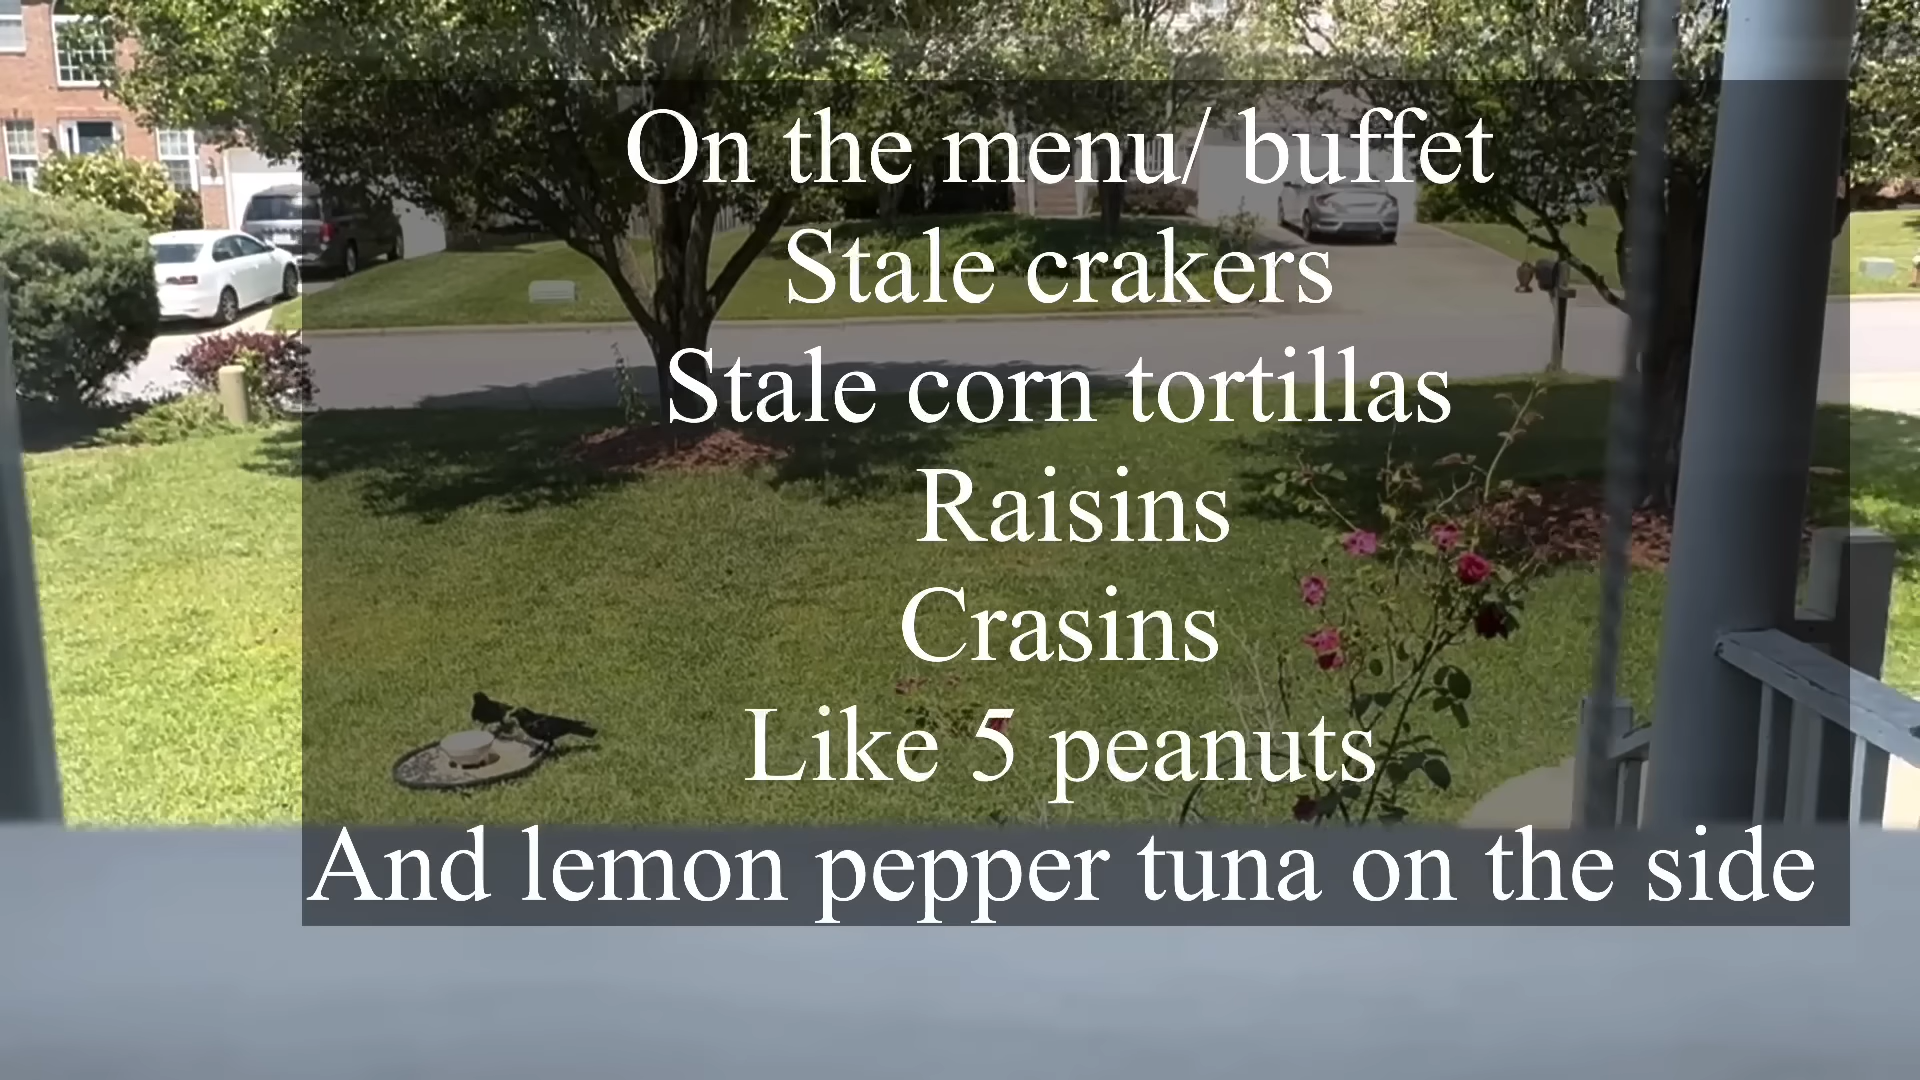 On the menu/ buffet
Stale crakers
Stale corn tortillas
Raisins
Crasins
Like 5 peanuts
And lemon pepper tuna on the side